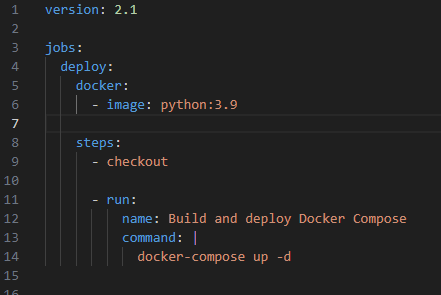 1 version: 2.1
2
3 jobs:
4 deploy:
5 docker:
6 - image: python:3.9
7
8 steps:
9 - checkout
10
11 - run:
12 name: Build and deploy Docker Compose
13 command: |
14 docker-compose up -d
15
16